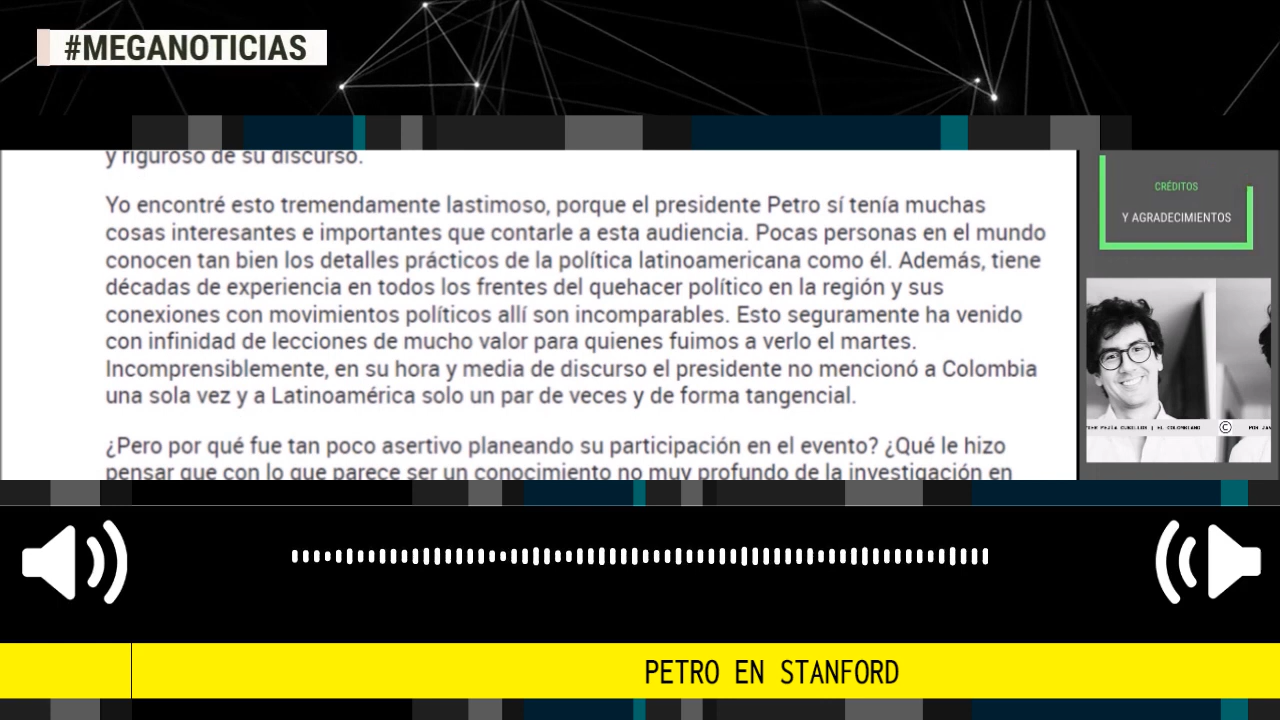 #MEGANOTICIAS
y riguroso de su discurso.
Yo encontré esto tremendamente lastimoso, porque el presidente Petro sí tenía muchas
cosas interesantes e importantes que contarle a esta audiencia. Pocas personas en el mundo
conocen tan bien los detalles prácticos de la política latinoamericana como él. Además, tiene
décadas de experiencia en todos los frentes del quehacer político en la región y sus
conexiones con movimientos políticos allí son incomparables. Esto seguramente ha venido
con infinidad de lecciones de mucho valor para quienes fuimos a verlo el martes.
Incomprensiblemente, en su hora y media de discurso el presidente no mencionó a Colombia
una sola vez y a Latinoamérica solo un par de veces y de forma tangencial.
¿Pero por qué fue tan poco asertivo planeando su participación en el evento? ¿Qué le hizo
pensar que con lo que parece ser un conocimiento no muy profundo de la investigación en
CRÉDITOS
Y AGRADECIMIENTOS
| EL COLOMBIANO © POR JAV
PETRO EN STANFORD